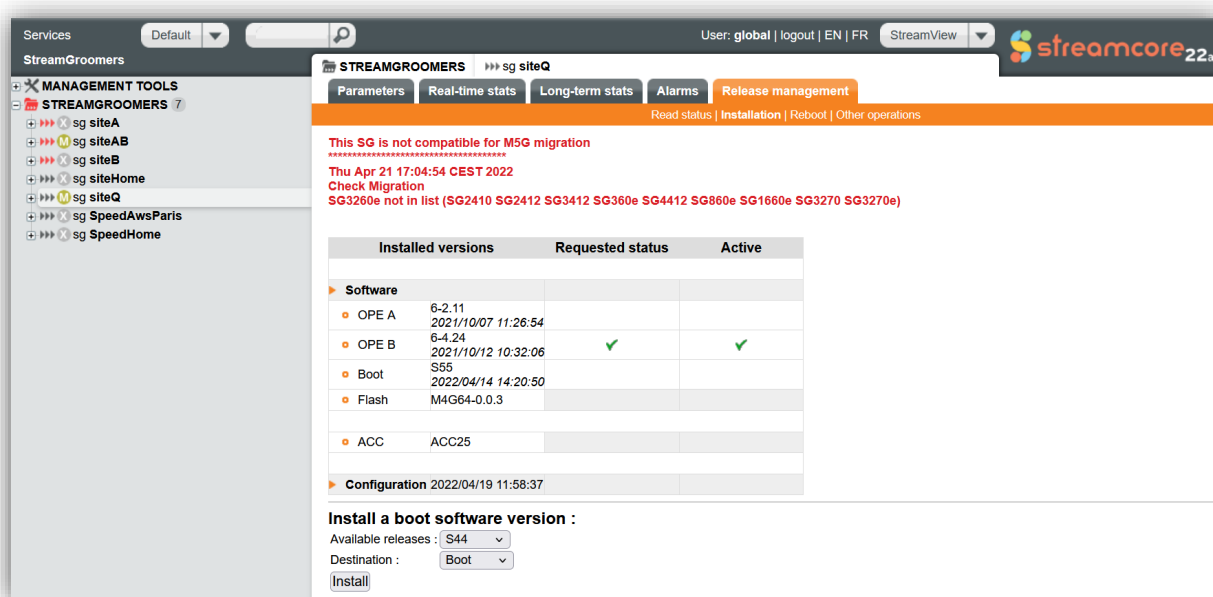 Services Default User: global | logout | EN | FR StreamView streamcore22a
StreamGroomers
STREAMGROOMERS sg siteQ
MANAGEMENT TOOLS
STREAMGROOMERS 7
X sg siteA
M sg siteAB
X sg siteB
X sg siteHome
M sg siteQ
X sg SpeedAwsParis
X sg SpeedHome
Parameters Real-time stats Long-term stats Alarms Release management
Read status | Installation | Reboot | Other operations
This SG is not compatible for M5G migration
************************************
Thu Apr 21 17:04:54 CEST 2022
Check Migration
SG3260e not in list (SG2410 SG2412 SG3412 SG360e SG4412 SG860e SG1660e SG3270 SG3270e)
Installed versions Requested status Active
Software
OPE A 6-2.11
2021/10/07 11:26:54
OPE B 6-4.24
2021/10/12 10:32:06
Boot S55
2022/04/14 14:20:50
Flash M4G64-0.0.3
ACC ACC25
Configuration 2022/04/19 11:58:37
Install a boot software version :
Available releases : S44
Destination : Boot
Install